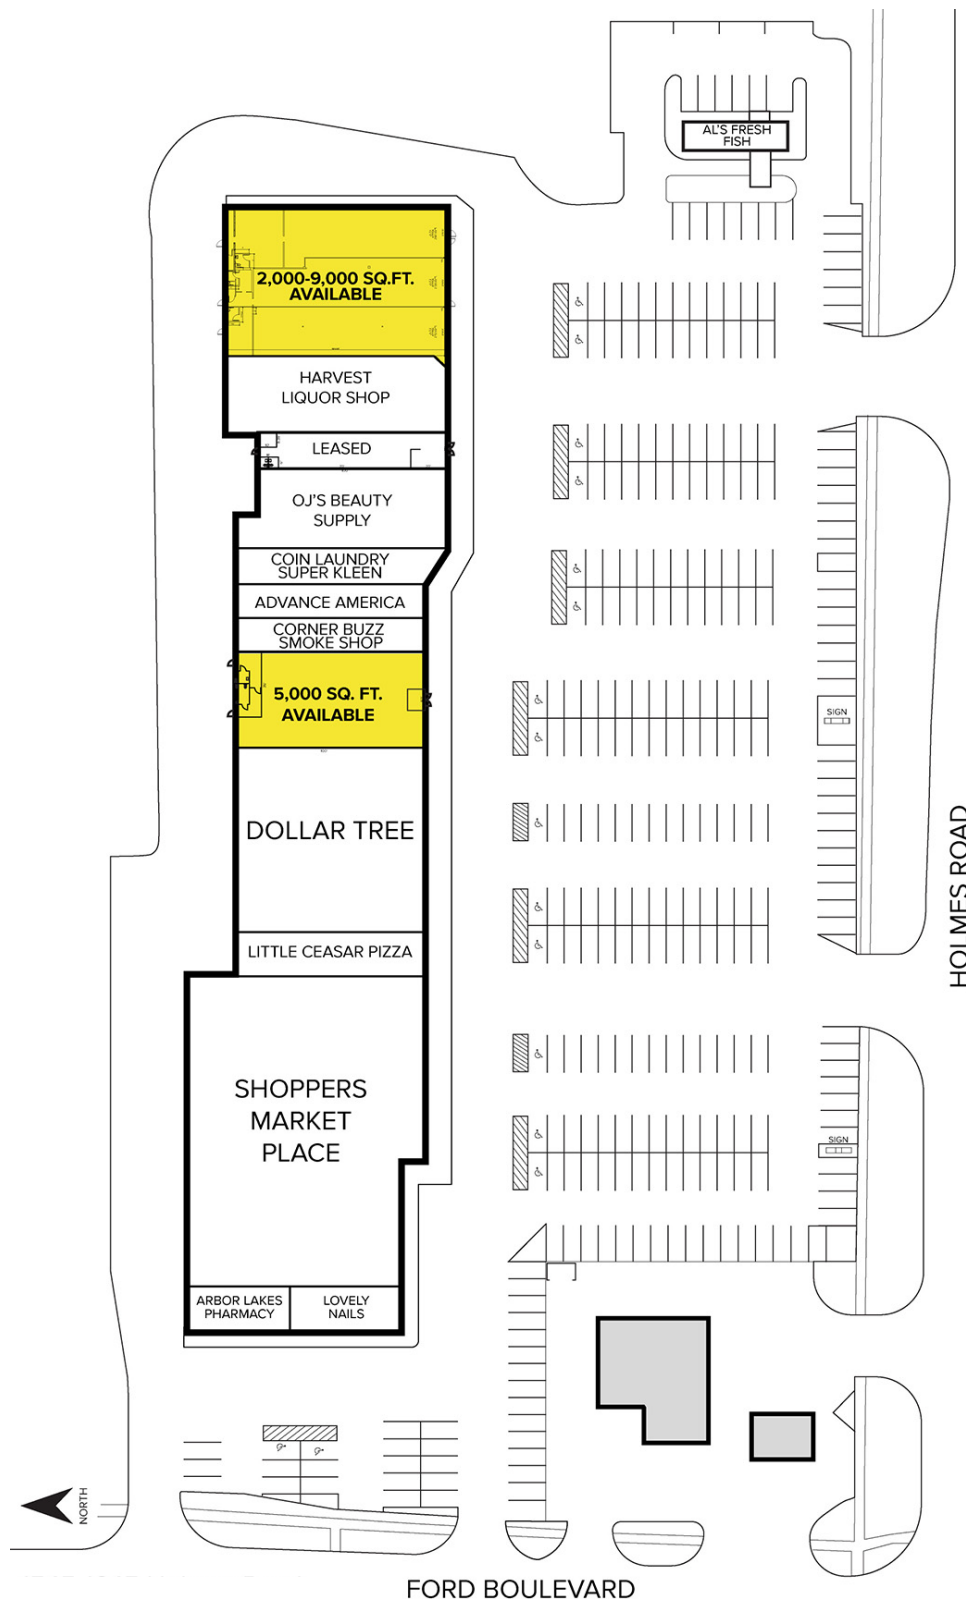 AL'S FRESH
FISH
2,000-9,000 SQ.FT.
AVAILABLE
HARVEST
LIQUOR SHOP
LEASED
OJ'S BEAUTY
SUPPLY
COIN LAUNDRY
SUPER KLEEN
ADVANCE AMERICA
CORNER BUZZ
SMOKE SHOP
5,000 SQ. FT.
AVAILABLE
SIGN
DOLLAR TREE
HOLMES ROAD
LITTLE CEASAR PIZZA
SHOPPERS
MARKET
PLACE
SIGN
ARBOR LAKES
PHARMACY
LOVELY
NAILS
NORTH
FORD BOULEVARD